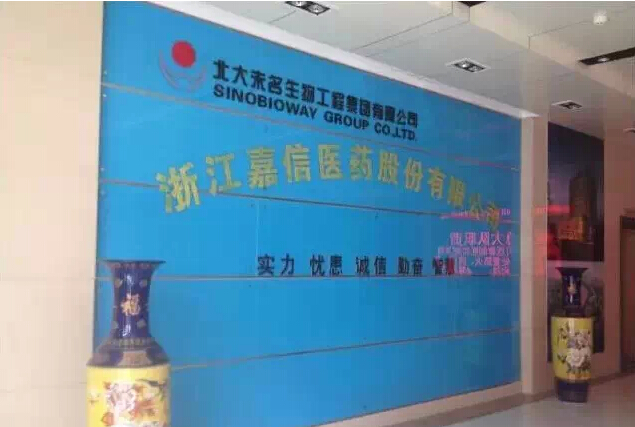 北大未名生物工程集团有限公司
SINOBIOWAY GROUP CO.,LTD.
浙江嘉信医药股份有限公司
实力 忧患 诚信 勤奋
福